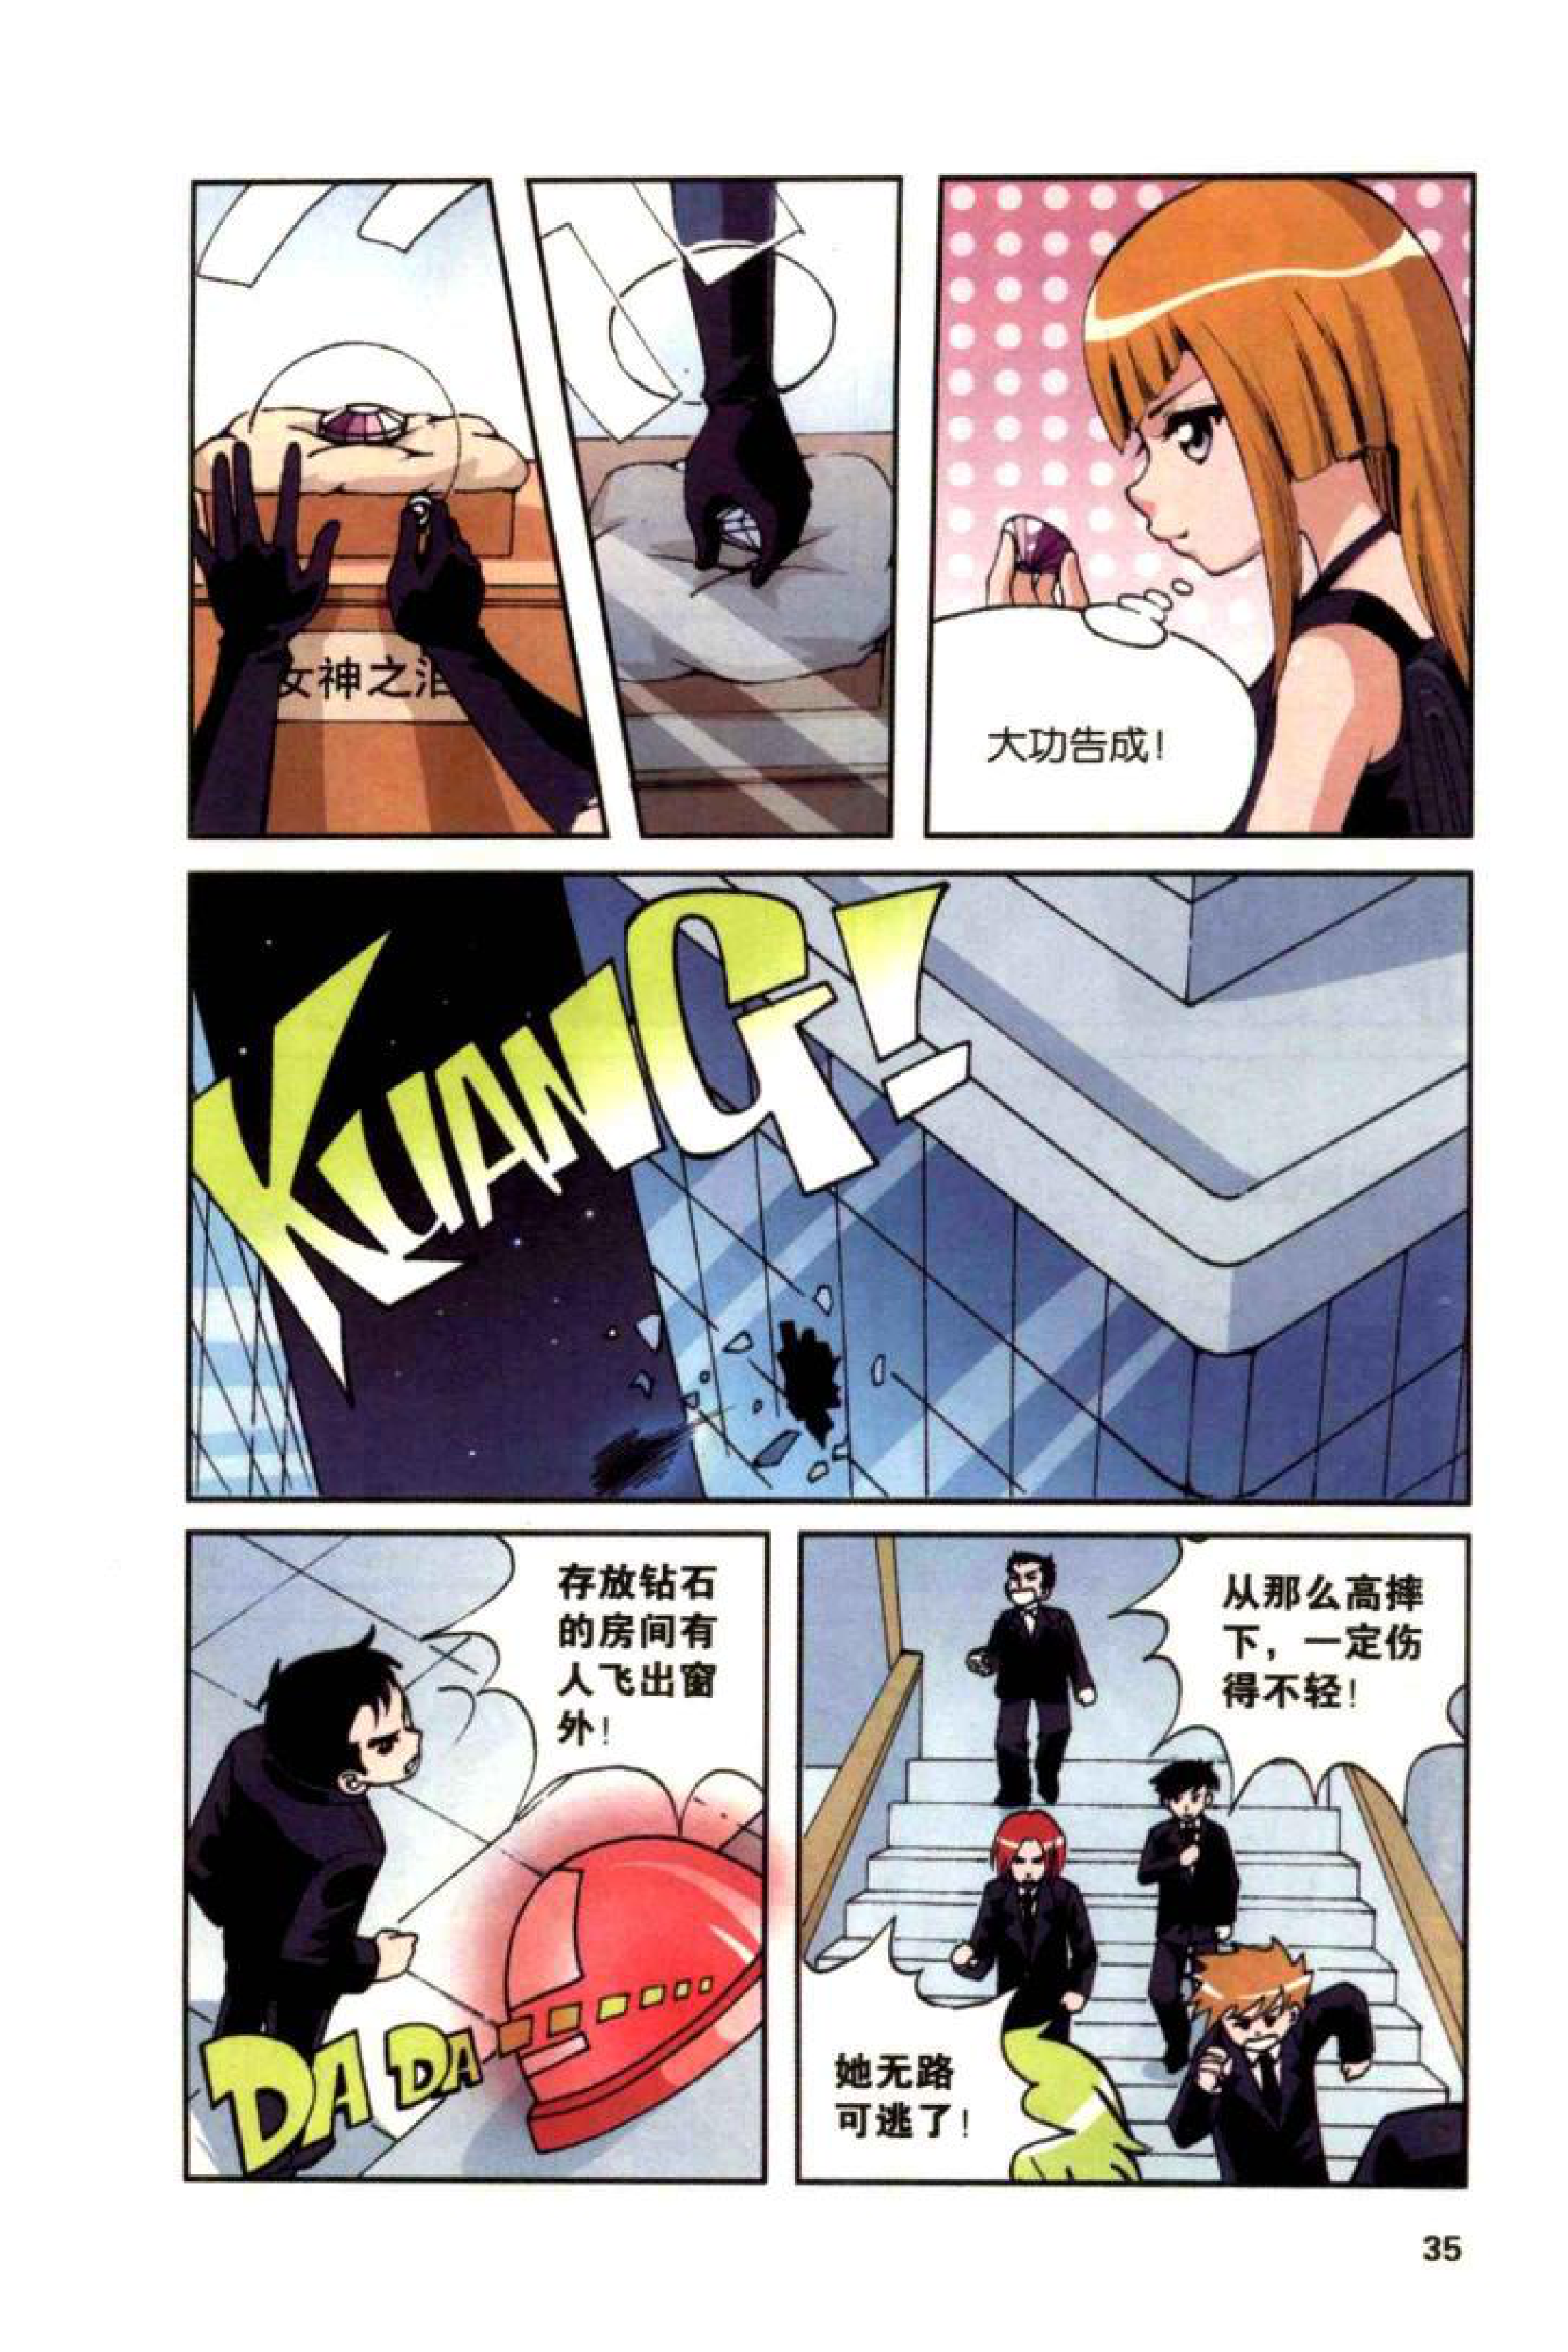 女神之泪
大功告成!
KUANG!
存放钻石
的房间有
人飞出窗
外!
DA DA
从那么高摔
下,一定伤
得不轻!
她无路
可逃了!
35